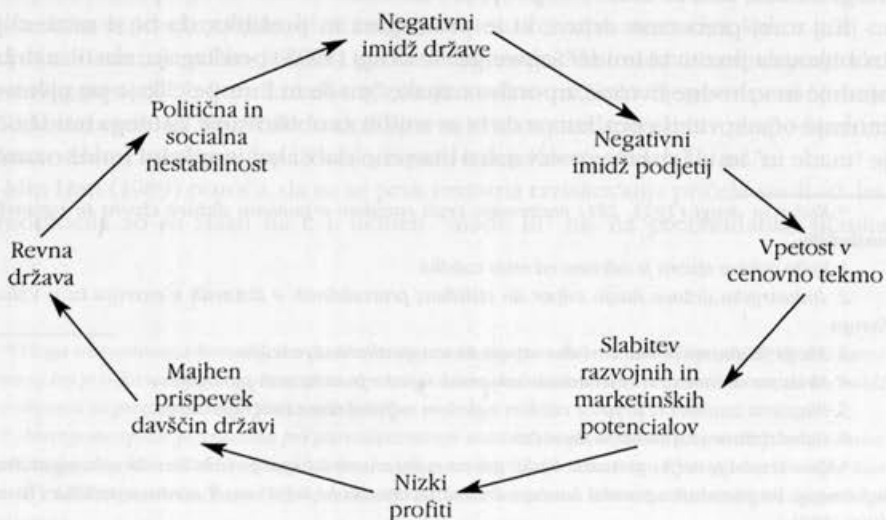 Negativni
imidž države
Negativni
imidž podjetij
Vpetost v
cenovno tekmo
Slabitev
razvojnih in
marketinških
potencialov
Nizki
profiti
Majhen
prispevek
davščin državi
Revna
država
Politična in
socialna
nestabilnost